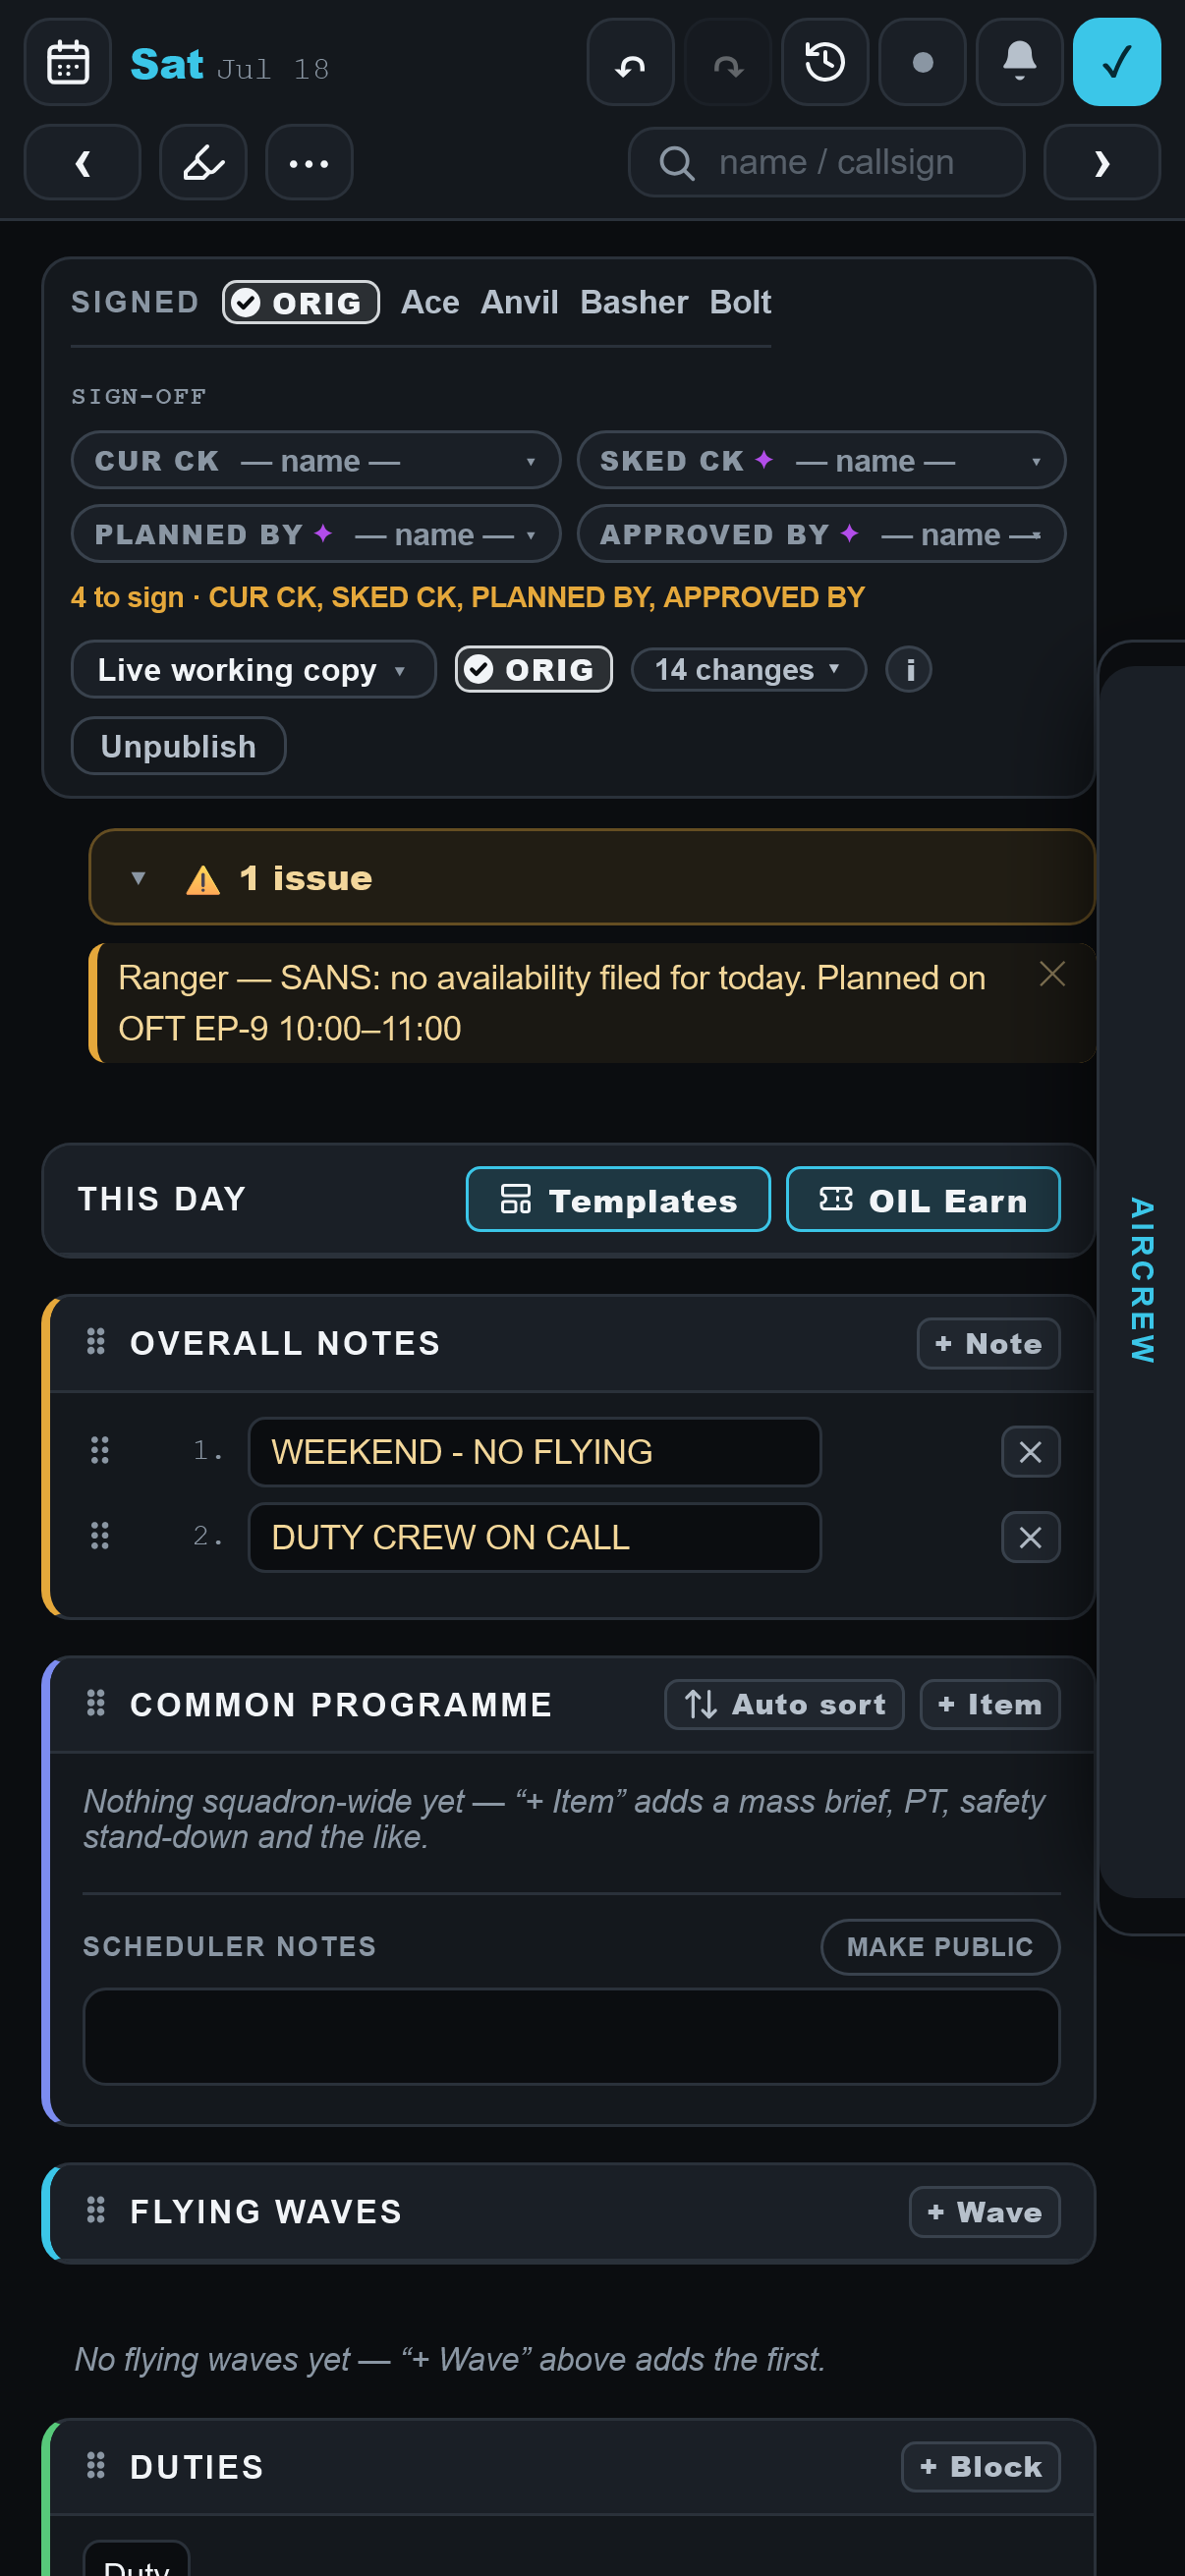 Sat Jul 18
name / callsign
SIGNED ORIG Ace Anvil Basher Bolt
SIGN-OFF
CUR CK — name —
SKED CK — name —
PLANNED BY — name —
APPROVED BY — name —
4 to sign · CUR CK, SKED CK, PLANNED BY, APPROVED BY
Live working copy ORIG 14 changes i
Unpublish
1 issue
Ranger — SANS: no availability filed for today. Planned on
OFT EP-9 10:00–11:00
AIRCREW
THIS DAY Templates OIL Earn
OVERALL NOTES + Note
1. WEEKEND - NO FLYING
2. DUTY CREW ON CALL
COMMON PROGRAMME Auto sort + Item
Nothing squadron-wide yet — “+ Item” adds a mass brief, PT, safety
stand-down and the like.
SCHEDULER NOTES MAKE PUBLIC
FLYING WAVES + Wave
No flying waves yet — “+ Wave” above adds the first.
DUTIES + Block
Duty